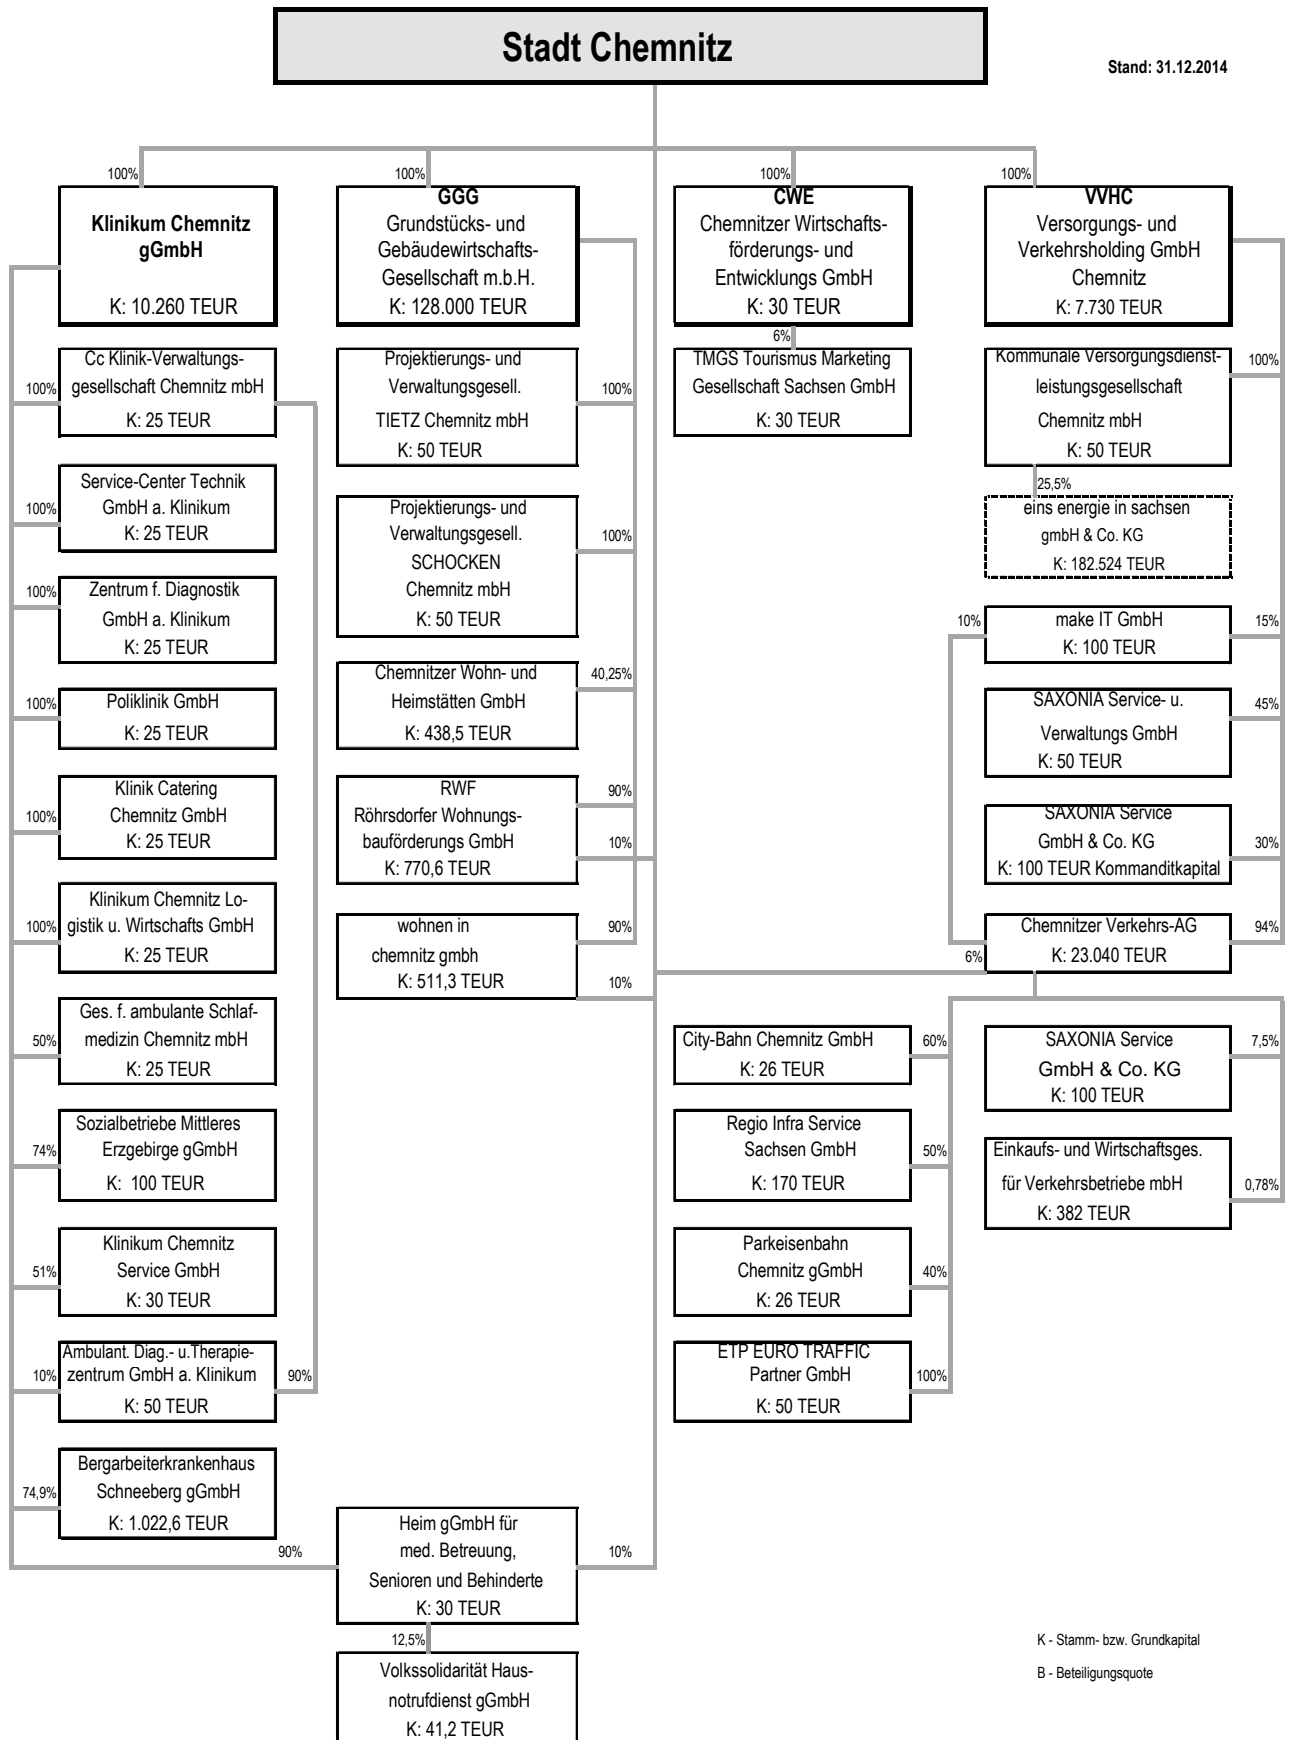 Stadt Chemnitz
Stand: 31.12.2014
100%
Klinikum Chemnitz
gGmbH
K: 10.260 TEUR
100%
Cc Klinik-Verwaltungs-
gesellschaft Chemnitz mbH
K: 25 TEUR
100%
Service-Center Technik
GmbH a. Klinikum
K: 25 TEUR
100%
Zentrum f. Diagnostik
GmbH a. Klinikum
K: 25 TEUR
100%
Poliklinik GmbH
K: 25 TEUR
100%
Klinik Catering
Chemnitz GmbH
K: 25 TEUR
100%
Klinikum Chemnitz Lo-
gistik u. Wirtschafts GmbH
K: 25 TEUR
50%
Ges. f. ambulante Schlaf-
medizin Chemnitz mbH
K: 25 TEUR
74%
Sozialbetriebe Mittleres
Erzgebirge gGmbH
K: 100 TEUR
51%
Klinikum Chemnitz
Service GmbH
K: 30 TEUR
10%
Ambulant. Diag.- u.Therapie-
zentrum GmbH a. Klinikum
K: 50 TEUR
90%
74,9%
Bergarbeiterkrankenhaus
Schneeberg gGmbH
K: 1.022,6 TEUR
100%
GGG
Grundstücks- und
Gebäudewirtschafts-
Gesellschaft m.b.H.
K: 128.000 TEUR
Projektierungs- und
Verwaltungsgesell.
TIETZ Chemnitz mbH
K: 50 TEUR
100%
Projektierungs- und
Verwaltungsgesell.
SCHOCKEN
Chemnitz mbH
K: 50 TEUR
100%
Chemnitzer Wohn- und
Heimstätten GmbH
K: 438,5 TEUR
40,25%
RWF
Röhrsdorfer Wohnungs-
bauförderungs GmbH
K: 770,6 TEUR
90%
10%
wohnen in
chemnitz gmbh
K: 511,3 TEUR
90%
10%
90%
Heim gGmbH für
med. Betreuung,
Senioren und Behinderte
K: 30 TEUR
10%
12,5%
Volkssolidarität Haus-
notrufdienst gGmbH
K: 41,2 TEUR
100%
CWE
Chemnitzer Wirtschafts-
förderungs- und
Entwicklungs GmbH
K: 30 TEUR
6%
TMGS Tourismus Marketing
Gesellschaft Sachsen GmbH
K: 30 TEUR
100%
VVHC
Versorgungs- und
Verkehrsholding GmbH
Chemnitz
K: 7.730 TEUR
Kommunale Versorgungsdienst-
leistungsgesellschaft
Chemnitz mbH
K: 50 TEUR
100%
25,5%
eins energie in sachsen
gmbH & Co. KG
K: 182.524 TEUR
10%
make IT GmbH
K: 100 TEUR
15%
SAXONIA Service- u.
Verwaltungs GmbH
K: 50 TEUR
45%
SAXONIA Service
GmbH & Co. KG
K: 100 TEUR Kommanditkapital
30%
Chemnitzer Verkehrs-AG
K: 23.040 TEUR
94%
6%
City-Bahn Chemnitz GmbH
K: 26 TEUR
60%
Regio Infra Service
Sachsen GmbH
K: 170 TEUR
50%
Parkeisenbahn
Chemnitz gGmbH
K: 26 TEUR
40%
ETP EURO TRAFFIC
Partner GmbH
K: 50 TEUR
100%
SAXONIA Service
GmbH & Co. KG
K: 100 TEUR
7,5%
Einkaufs- und Wirtschaftsges.
für Verkehrsbetriebe mbH
K: 382 TEUR
0,78%
K - Stamm- bzw. Grundkapital
B - Beteiligungsquote